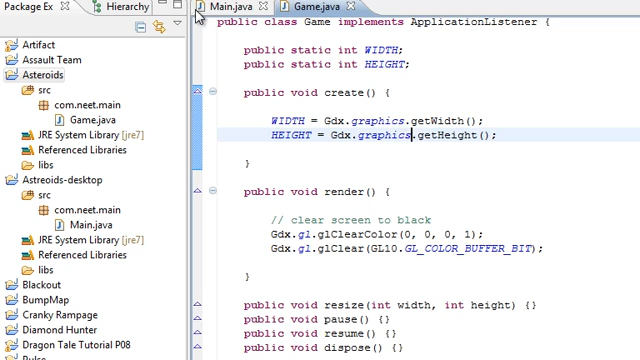 Package Ex
Hierarchy
Main.java
Game.java
Artifact
Assault Team
Asteroids
src
com.neet.main
Game.java
JRE System Library [JavaSE-
Referenced Libraries
libs
Astreoids-desktop
src
com.neet.main
Main.java
JRE System Library [JavaSE-
Referenced Libraries
libs
Blackout
BumpMap
Cranky Rampage
Diamond Hunter
Dragon Tale Tutorial P08
public class Game implements ApplicationListener {
public static int WIDTH;
public static int HEIGHT;
public void create() {
WIDTH = Gdx.graphics.getWidth();
HEIGHT = Gdx.graphics.getHeight();
}
public void render() {
// clear screen to black
Gdx.gl.glClearColor(0, 0, 0, 1);
Gdx.gl.glClear(GL10.GL_COLOR_BUFFER_BIT);
}
public void resize(int width, int height) {}
public void pause() {}
public void resume() {}
public void dispose() {}